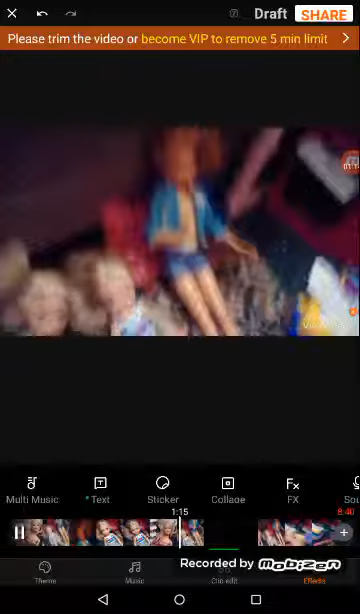 Draft
SHARE
Please trim the video or become VIP to remove 5 min limit
Multi Music
Text
Sticker
Collage
FX
Sou
1:15
8:40
Recorded by MOBIZEN
Theme
Music
Clip edit
Effects